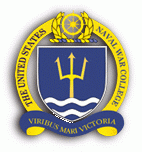 THE UNITED STATES
NAVAL WAR COLLEGE
VIRIBUS MARI VICTORIA